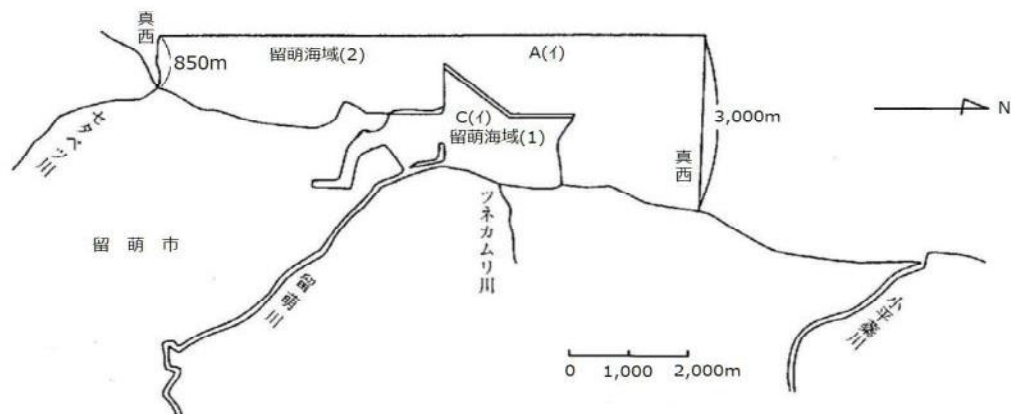 真西
850m
留萌海域(2)
A(イ)
セタベツ川
C(イ)
留萌海域(1)
3,000m
真西
N
留萌市
留萌川
ツネカムリ川
小平蘂川
0 1,000 2,000m